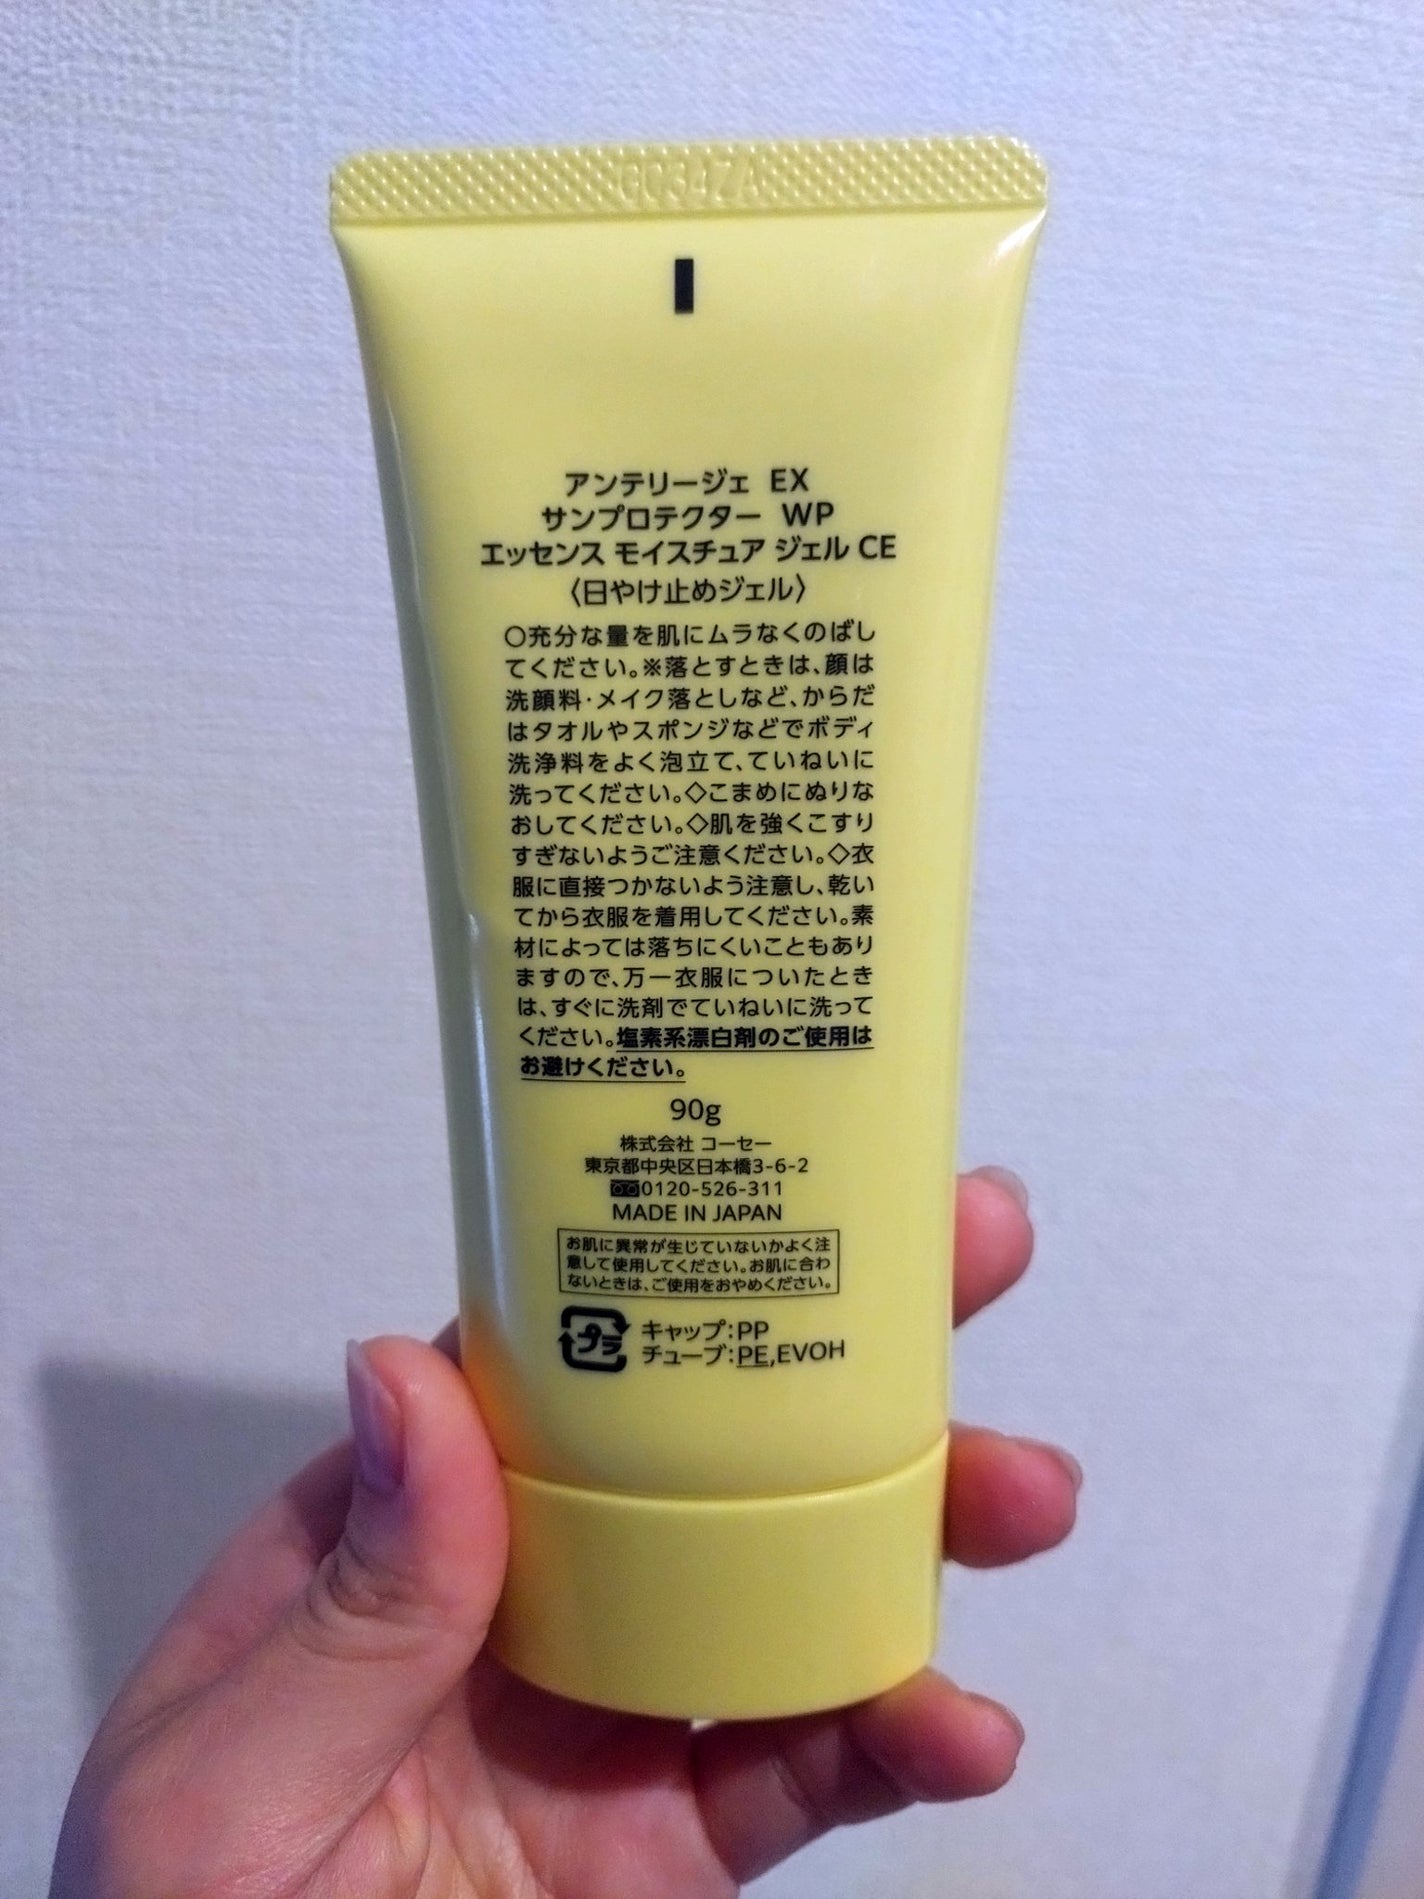 GC34ZA
アンテリージェ EX
サンプロテクター WP
エッセンス モイスチュア ジェル CE
〈日やけ止めジェル〉
○充分な量を肌にムラなくのばし
てください。※落とすときは、顔は
洗顔料・メイク落としなど、からだ
はタオルやスポンジなどでボディ
洗浄料をよく泡立て、ていねいに
洗ってください。◇こまめにぬりな
おしてください。◇肌を強くこすり
すぎないようご注意ください。◇衣
服に直接つかないよう注意し、乾い
てから衣服を着用してください。素
材によっては落ちにくいこともあり
ますので、万一衣服についたとき
は、すぐに洗剤でていねいに洗って
ください。塩素系漂白剤のご使用は
お避けください。
90g
株式会社 コーセー
東京都中央区日本橋3-6-2
0120-526-311
MADE IN JAPAN
お肌に異常が生じていないかよく注
意して使用してください。お肌に合わ
ないときは、ご使用をおやめください。
プラ
キャップ:PP
チューブ:PE,EVOH